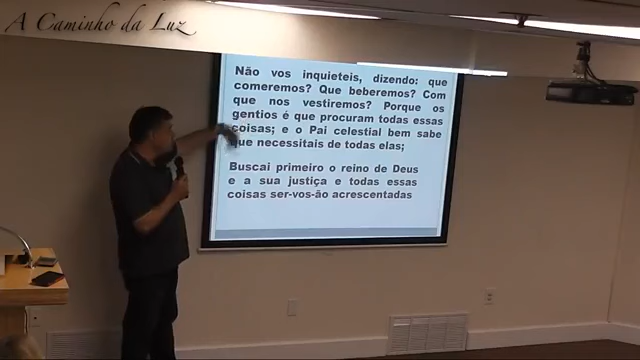 A Caminho da Luz
Não vos inquieteis, dizendo: que
comeremos? Que beberemos? Com
que nos vestiremos? Porque os
gentios é que procuram todas essas
coisas; e o Pai celestial bem sabe
que necessitais de todas elas;
Buscai primeiro o reino de Deus
e a sua justiça e todas essas
coisas ser-vos-ão acrescentadas